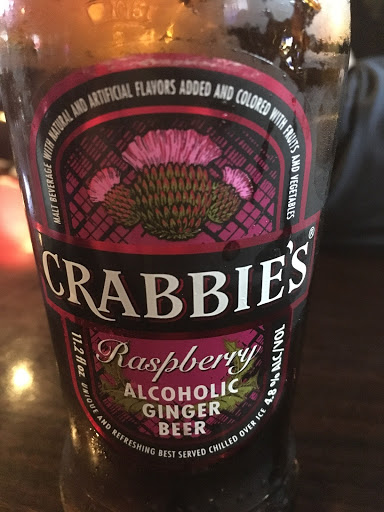 MALT BEVERAGE WITH NATURAL AND ARTIFICIAL FLAVORS ADDED AND COLORED WITH FRUITS AND VEGETABLES
CRABBIE'S®
Raspberry
ALCOHOLIC
GINGER
BEER
11.2 fl oz. UNIQUE AND REFRESHING BEST SERVED CHILLED OVER ICE 4.8% ALC/VOL